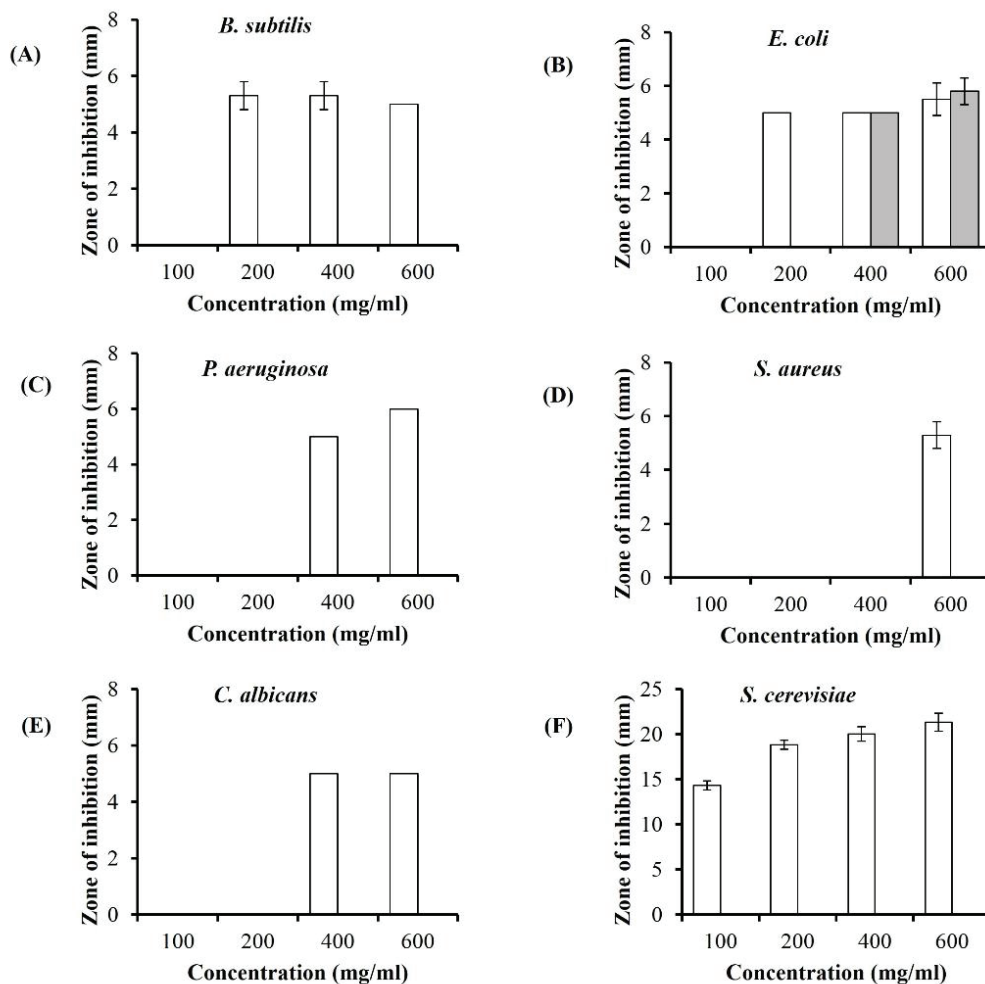 (A)
B. subtilis
Zone of inhibition (mm)
8
6
4
2
0
100 200 400 600
Concentration (mg/ml)
(B)
E. coli
Zone of inhibition (mm)
8
6
4
2
0
100 200 400 600
Concentration (mg/ml)
(C)
P. aeruginosa
Zone of inhibition (mm)
8
6
4
2
0
100 200 400 600
Concentration (mg/ml)
(D)
S. aureus
Zone of inhibition (mm)
8
6
4
2
0
100 200 400 600
Concentration (mg/ml)
(E)
C. albicans
Zone of inhibition (mm)
8
6
4
2
0
100 200 400 600
Concentration (mg/ml)
(F)
S. cerevisiae
Zone of inhibition (mm)
25
20
15
10
5
0
100 200 400 600
Concentration (mg/ml)